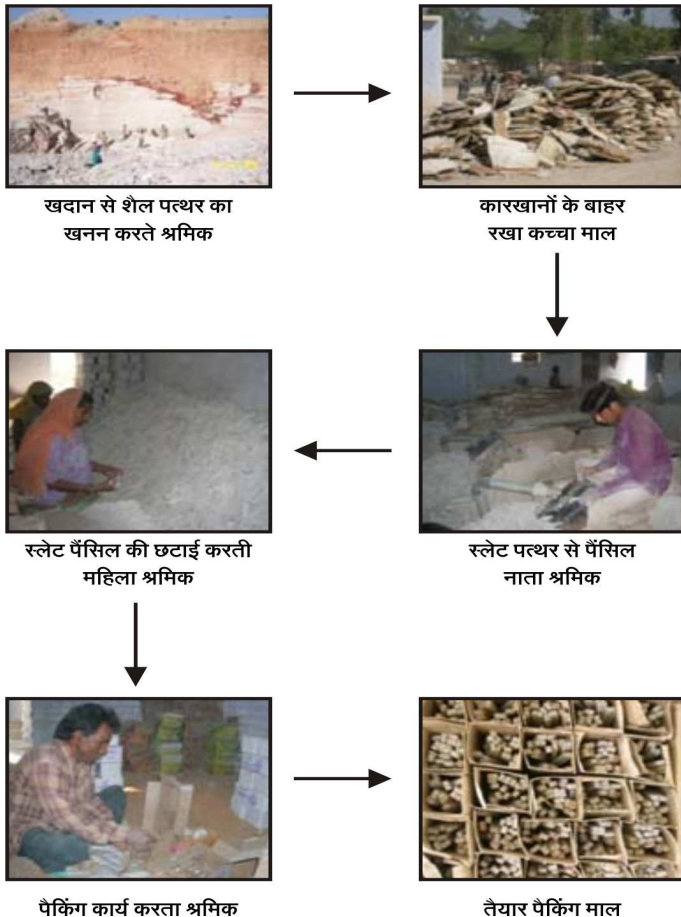 खदान से शैल पत्थर का
खनन करते श्रमिक
कारखानों के बाहर
रखा कच्चा माल
स्लेट पत्थर से पैंसिल
नाता श्रमिक
स्लेट पैंसिल की छटाई करती
महिला श्रमिक
पैकिंग कार्य करता श्रमिक
तैयार पैकिंग माल